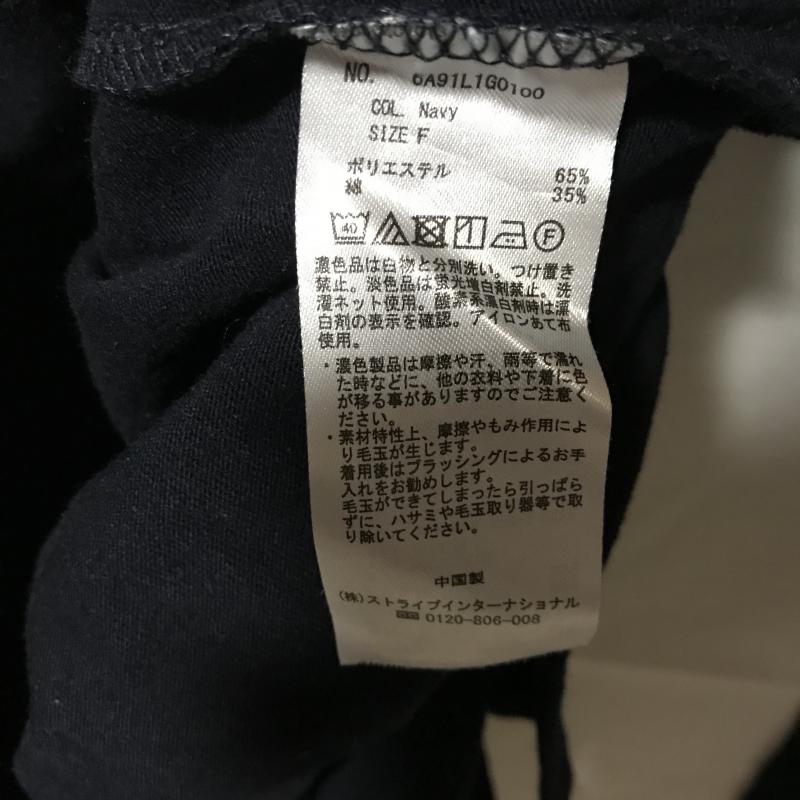 NO. 6A91L1G0100
COL. Navy
SIZE F
ポリエステル 65%
綿 35%
40
F
濃色品は白物と分別洗い。つけ置き
禁止。淡色品は蛍光増白剤禁止。洗
濯ネット使用。酸素系漂白剤時は漂
白剤の表示を確認。アイロンあて布
使用。
・濃色製品は摩擦や汗、雨等で濡れ
た時などに、他の衣料や下着に色
が移る事がありますのでご注意く
ださい。
・素材特性上、摩擦やもみ作用によ
り毛玉が生じます。
着用後はブラッシングによるお手
入れをお勧めします。
毛玉ができてしまったら引っぱら
ずに、ハサミや毛玉取り器等で取
り除いてください。
中国製
(株)ストライプインターナショナル
0120-806-008